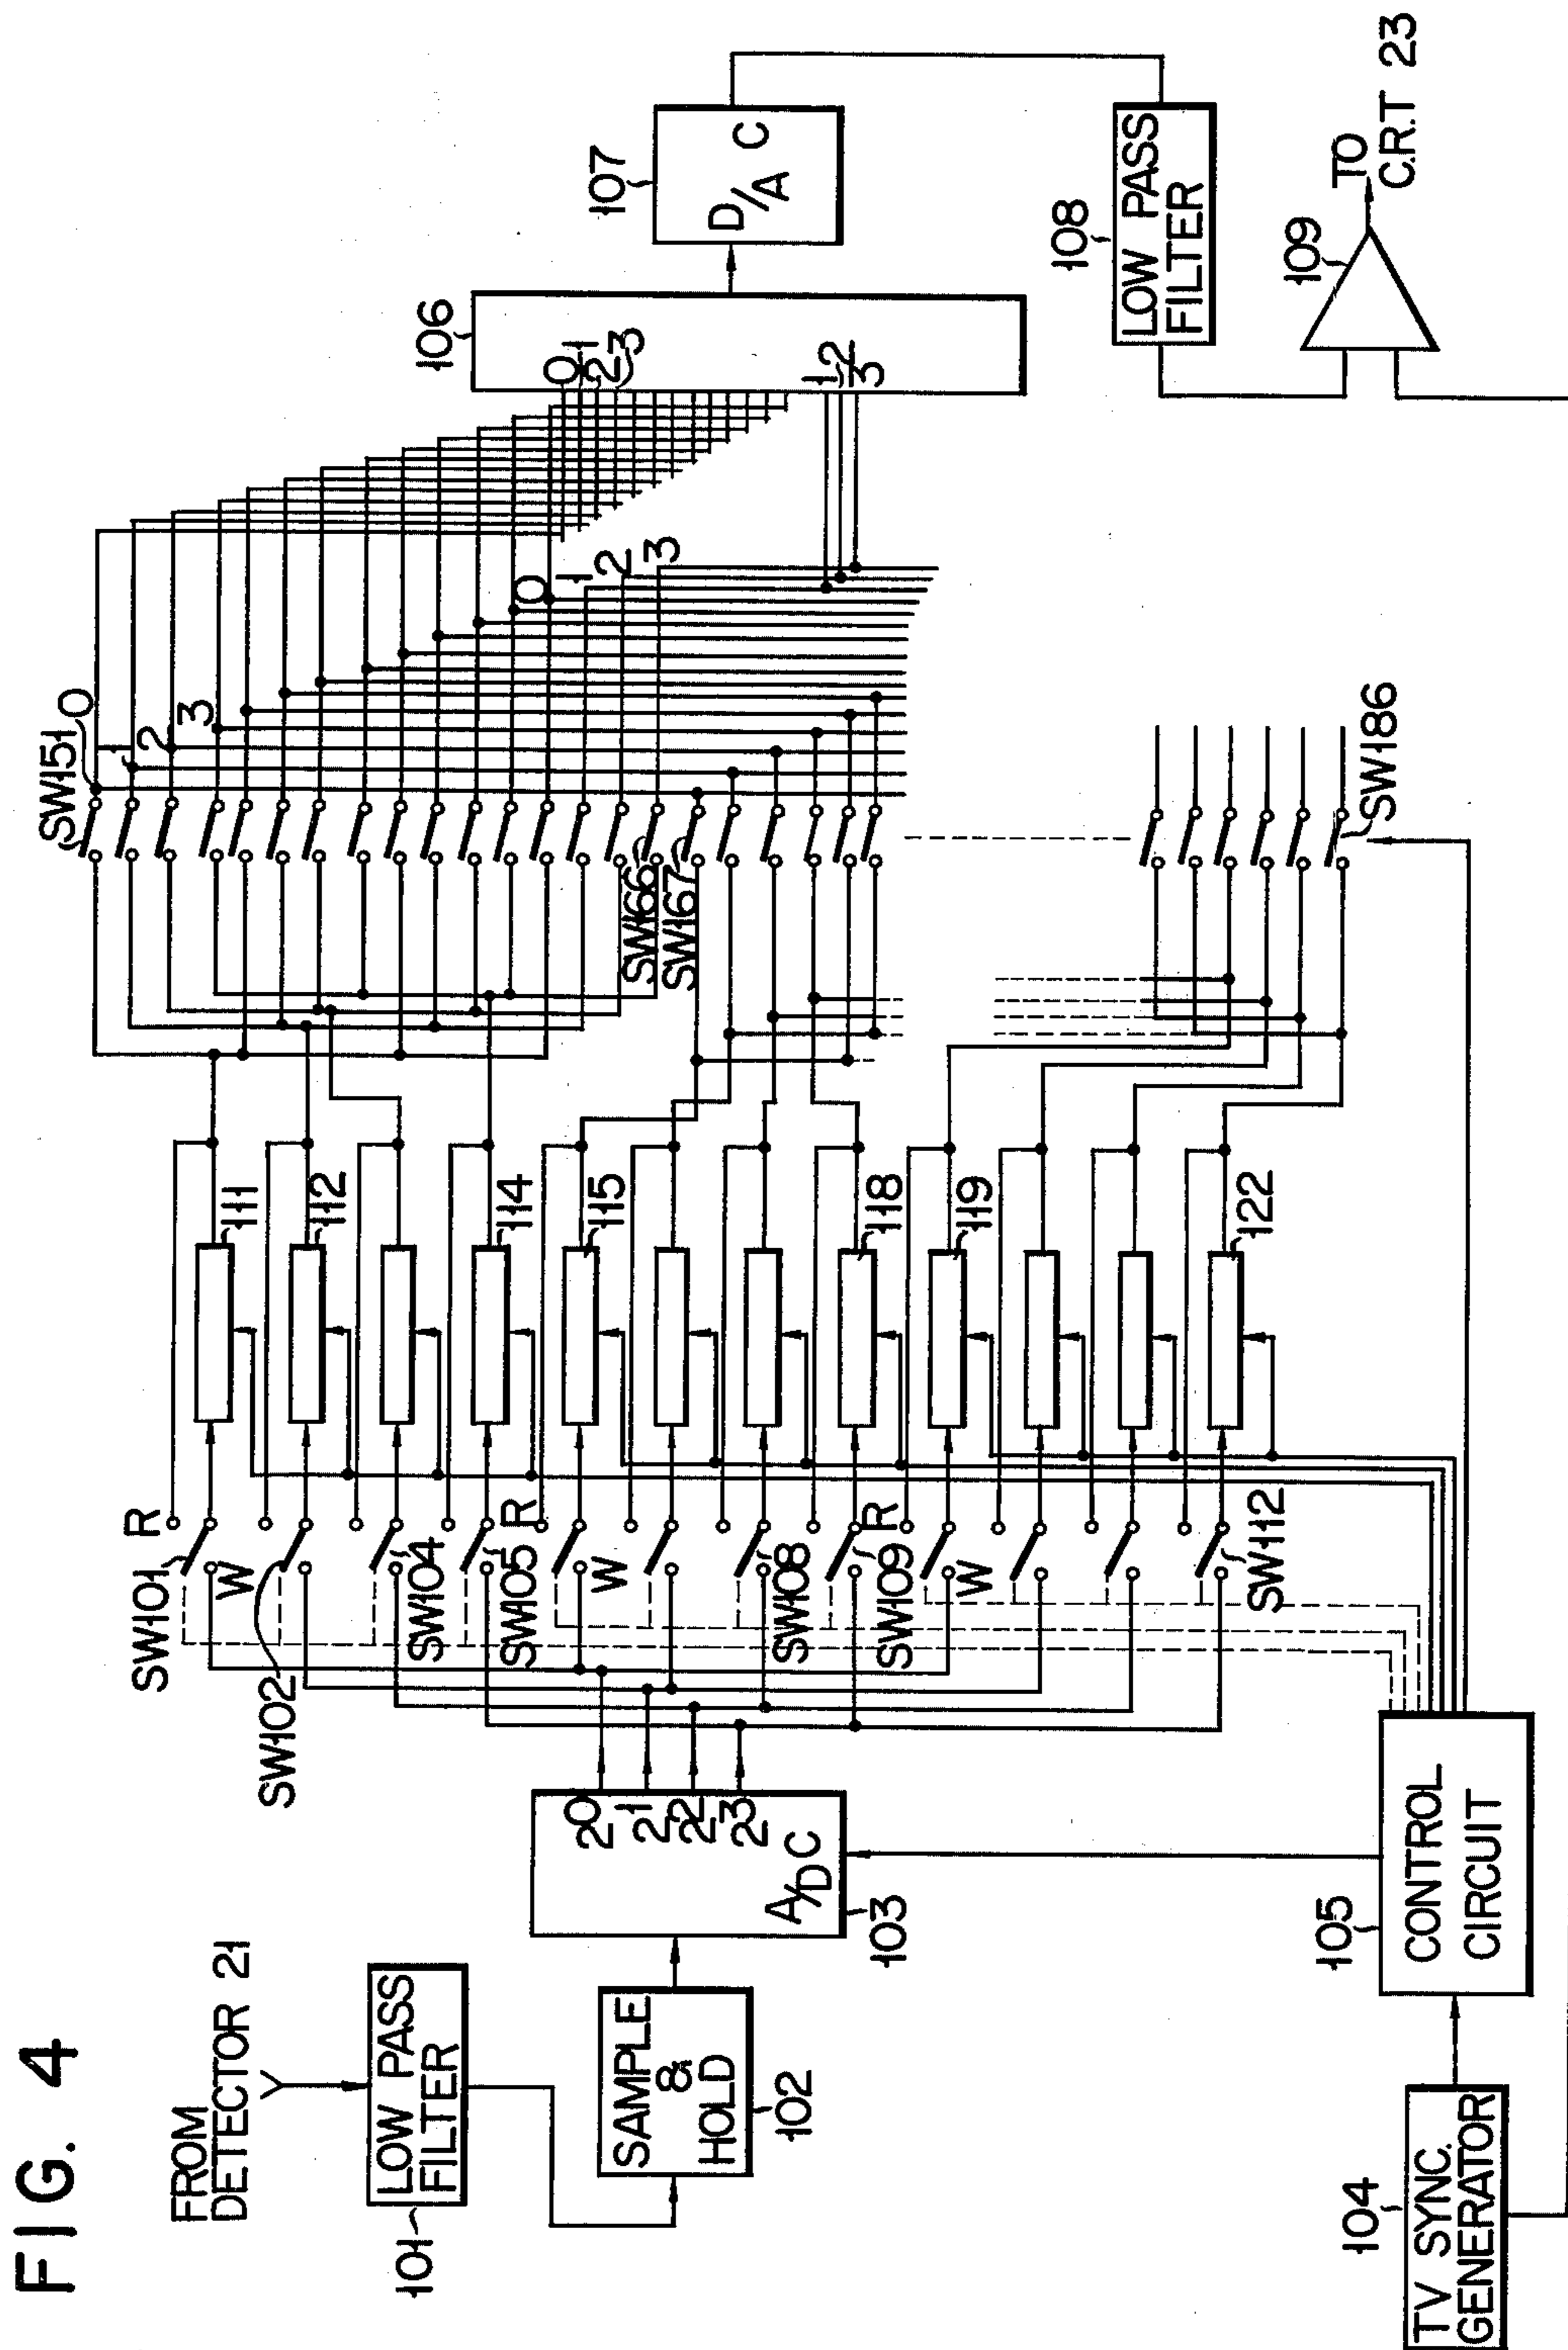 FIG. 4
FROM
DETECTOR 21
LOW PASS
FILTER
101
SAMPLE
&
HOLD
102
A/D C
103
2⁰
2¹
2²
2³
TV SYNC.
GENERATOR
104
CONTROL
CIRCUIT
105
SW101
R
W
SW102
SW104
SW105
R
W
SW108
SW109
R
W
SW112
111
112
114
115
118
119
122
SW151
0
1
2
3
SW166
SW167
0
1
2
3
SW186
106
0
1
2
3
1
2
3
107
D/A C
108
LOW PASS
FILTER
109
TO
C.R.T 23